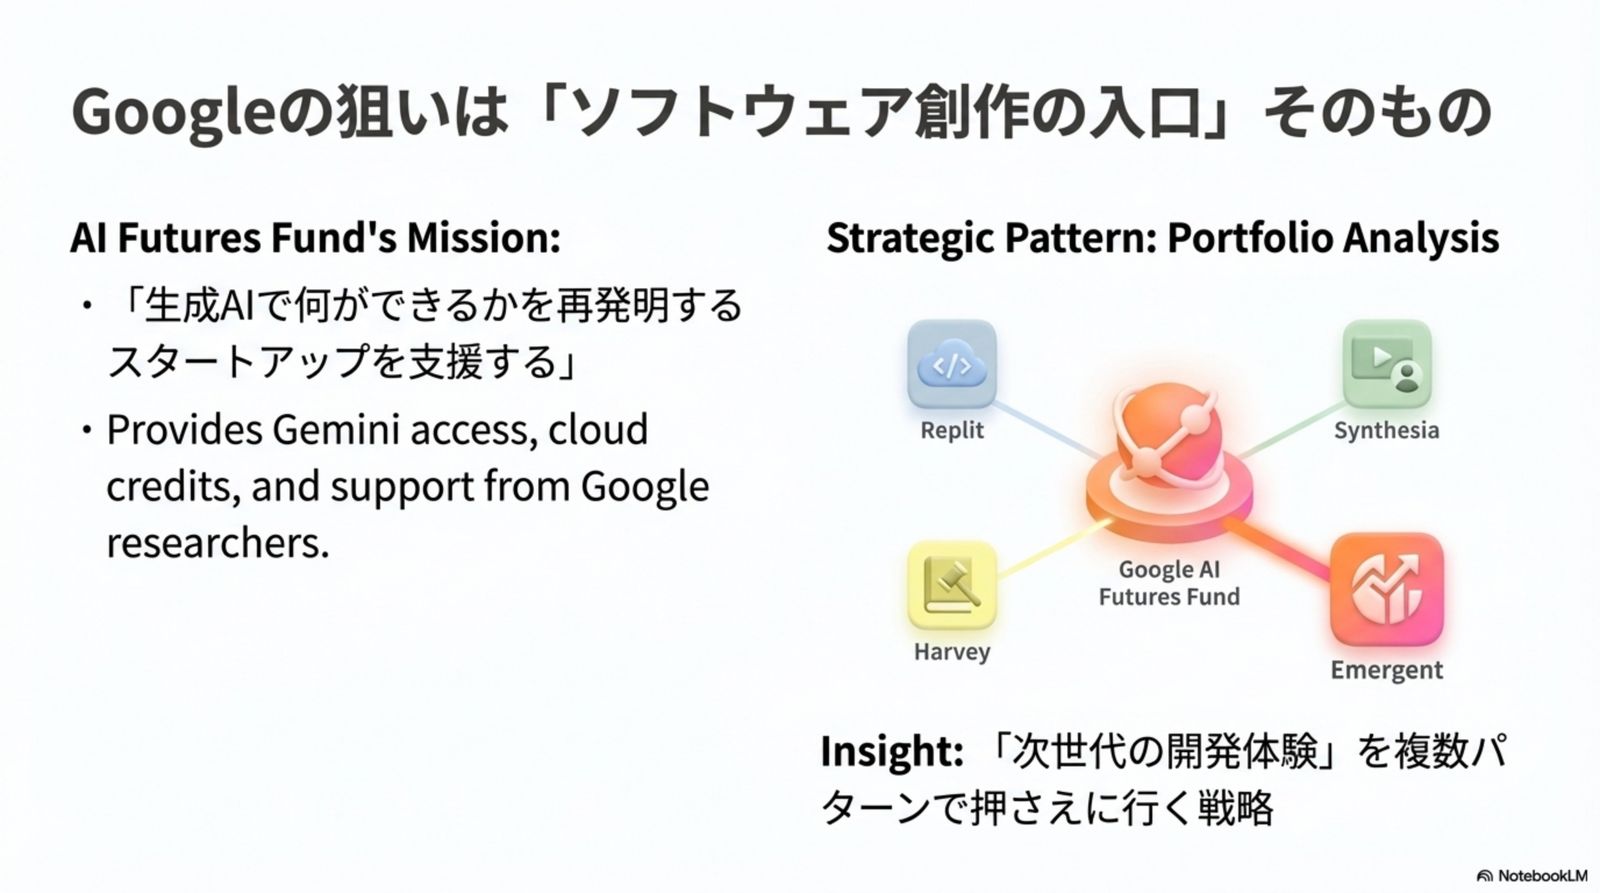 Googleの狙いは「ソフトウェア創作の入口」そのもの
AI Futures Fund's Mission:
・「生成AIで何ができるかを再発明する
スタートアップを支援する」
・Provides Gemini access, cloud
credits, and support from Google
researchers.
Strategic Pattern: Portfolio Analysis
Replit
Synthesia
Google AI
Futures Fund
Harvey
Emergent
Insight: 「次世代の開発体験」を複数パ
ターンで押さえに行く戦略
NotebookLM